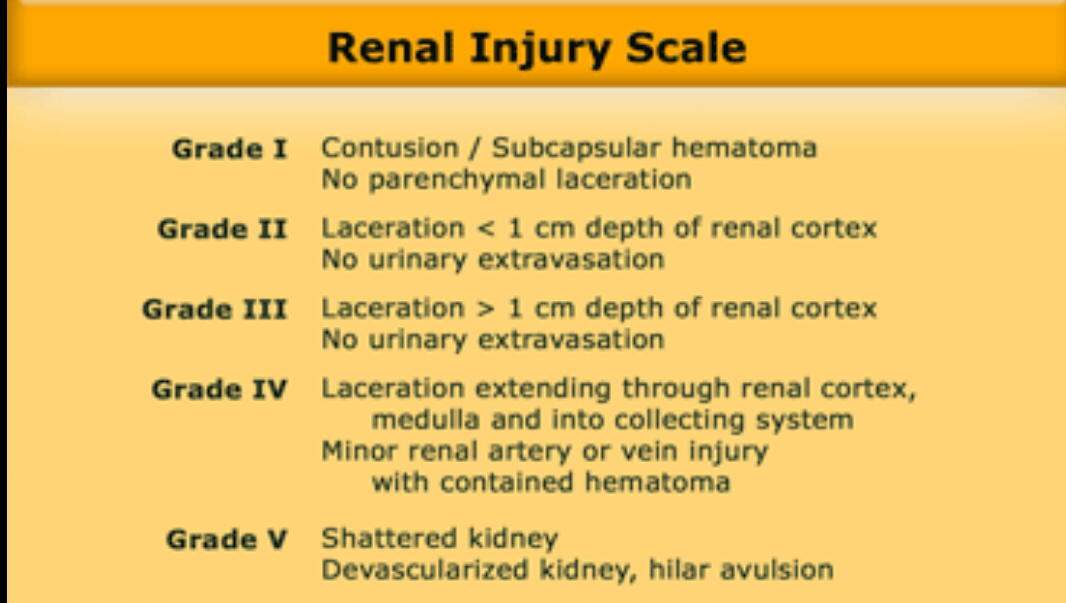 Renal Injury Scale
Grade I Contusion / Subcapsular hematoma
No parenchymal laceration
Grade II Laceration < 1 cm depth of renal cortex
No urinary extravasation
Grade III Laceration > 1 cm depth of renal cortex
No urinary extravasation
Grade IV Laceration extending through renal cortex,
medulla and into collecting system
Minor renal artery or vein injury
with contained hematoma
Grade V Shattered kidney
Devascularized kidney, hilar avulsion